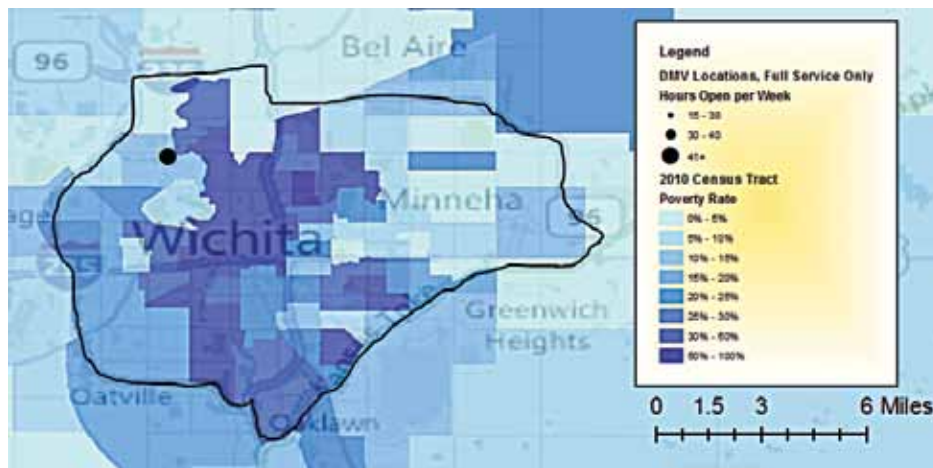 96
Bel Aire
Legend
DMV Locations, Full Service Only
Hours Open per Week
15 - 30
30 - 40
41+
2010 Census Tract
Poverty Rate
0% - 5%
5% - 10%
10% - 15%
15% - 20%
20% - 25%
25% - 30%
30% - 50%
50% - 100%
Minneha
96
Wichita
Greenwich
Heights
Oatville
Oaklawn
0 1.5 3 6 Miles